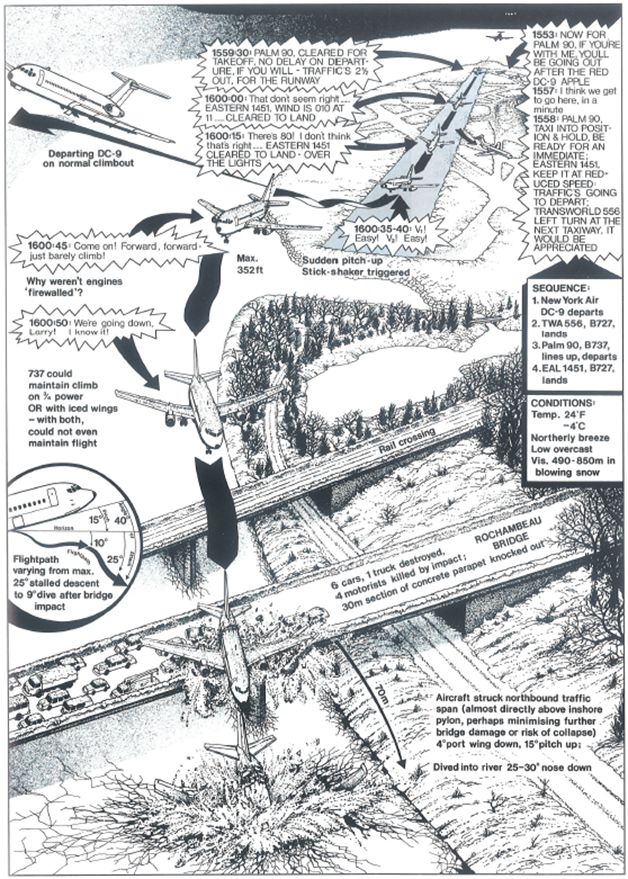 1559:30: PALM 90, CLEARED FOR
TAKEOFF, NO DELAY ON DEPART-
URE, IF YOU WILL - TRAFFIC'S 2½
OUT, FOR THE RUNWAY
1600:00: That don't seem right....
EASTERN 1451, WIND IS 010 AT
11.... CLEARED TO LAND
1600:15: There's 80! I don't think
that's right.... EASTERN 1451
CLEARED TO LAND - OVER
THE LIGHTS
1553: NOW FOR
PALM 90, IF YOU'RE
WITH ME, YOU'LL
BE GOING OUT
AFTER THE RED
DC-9 APPLE
1557: I think we get
to go here, in a
minute
1558: PALM 90,
TAXI INTO POSIT-
ION & HOLD, BE
READY FOR AN
IMMEDIATE;
EASTERN 1451,
KEEP IT AT RED-
UCED SPEED:
TRAFFIC'S GOING
TO DEPART;
TRANSWORLD 556
LEFT TURN AT THE
NEXT TAXIWAY. IT
WOULD BE
APPRECIATED
Departing DC-9
on normal climbout
1600:35-40: V₁!
Easy! V₂! Easy!
1600:45: Come on! Forward, forward-
just barely climb!
Max.
352ft
Sudden pitch-up
Stick-shaker triggered
Why weren't engines
'firewalled'?
1600:50: We're going down,
Larry! I know it!
SEQUENCE:
1. New York Air
DC-9 departs
2. TWA 556, B727,
lands
3. Palm 90, B737,
lines up, departs
4. EAL 1451, B727,
lands
737 could
maintain climb
on ¾ power
OR with iced wings
– with both,
could not even
maintain flight
CONDITIONS:
Temp. 24°F
–4°C
Northerly breeze
Low overcast
Vis. 490-850m in
blowing snow
Rail crossing
15°
40°
Horizon
10°
Flightpath
25°
Flightpath
varying from max.
25° stalled descent
to 9° dive after bridge
impact
ROCHAMBEAU
BRIDGE
6 cars, 1 truck destroyed,
4 motorists killed by impact;
30m section of concrete parapet knocked out
70m
Aircraft struck northbound traffic
span (almost directly above inshore
pylon, perhaps minimising further
bridge damage or risk of collapse)
4° port wing down, 15° pitch up;
Dived into river 25–30° nose down